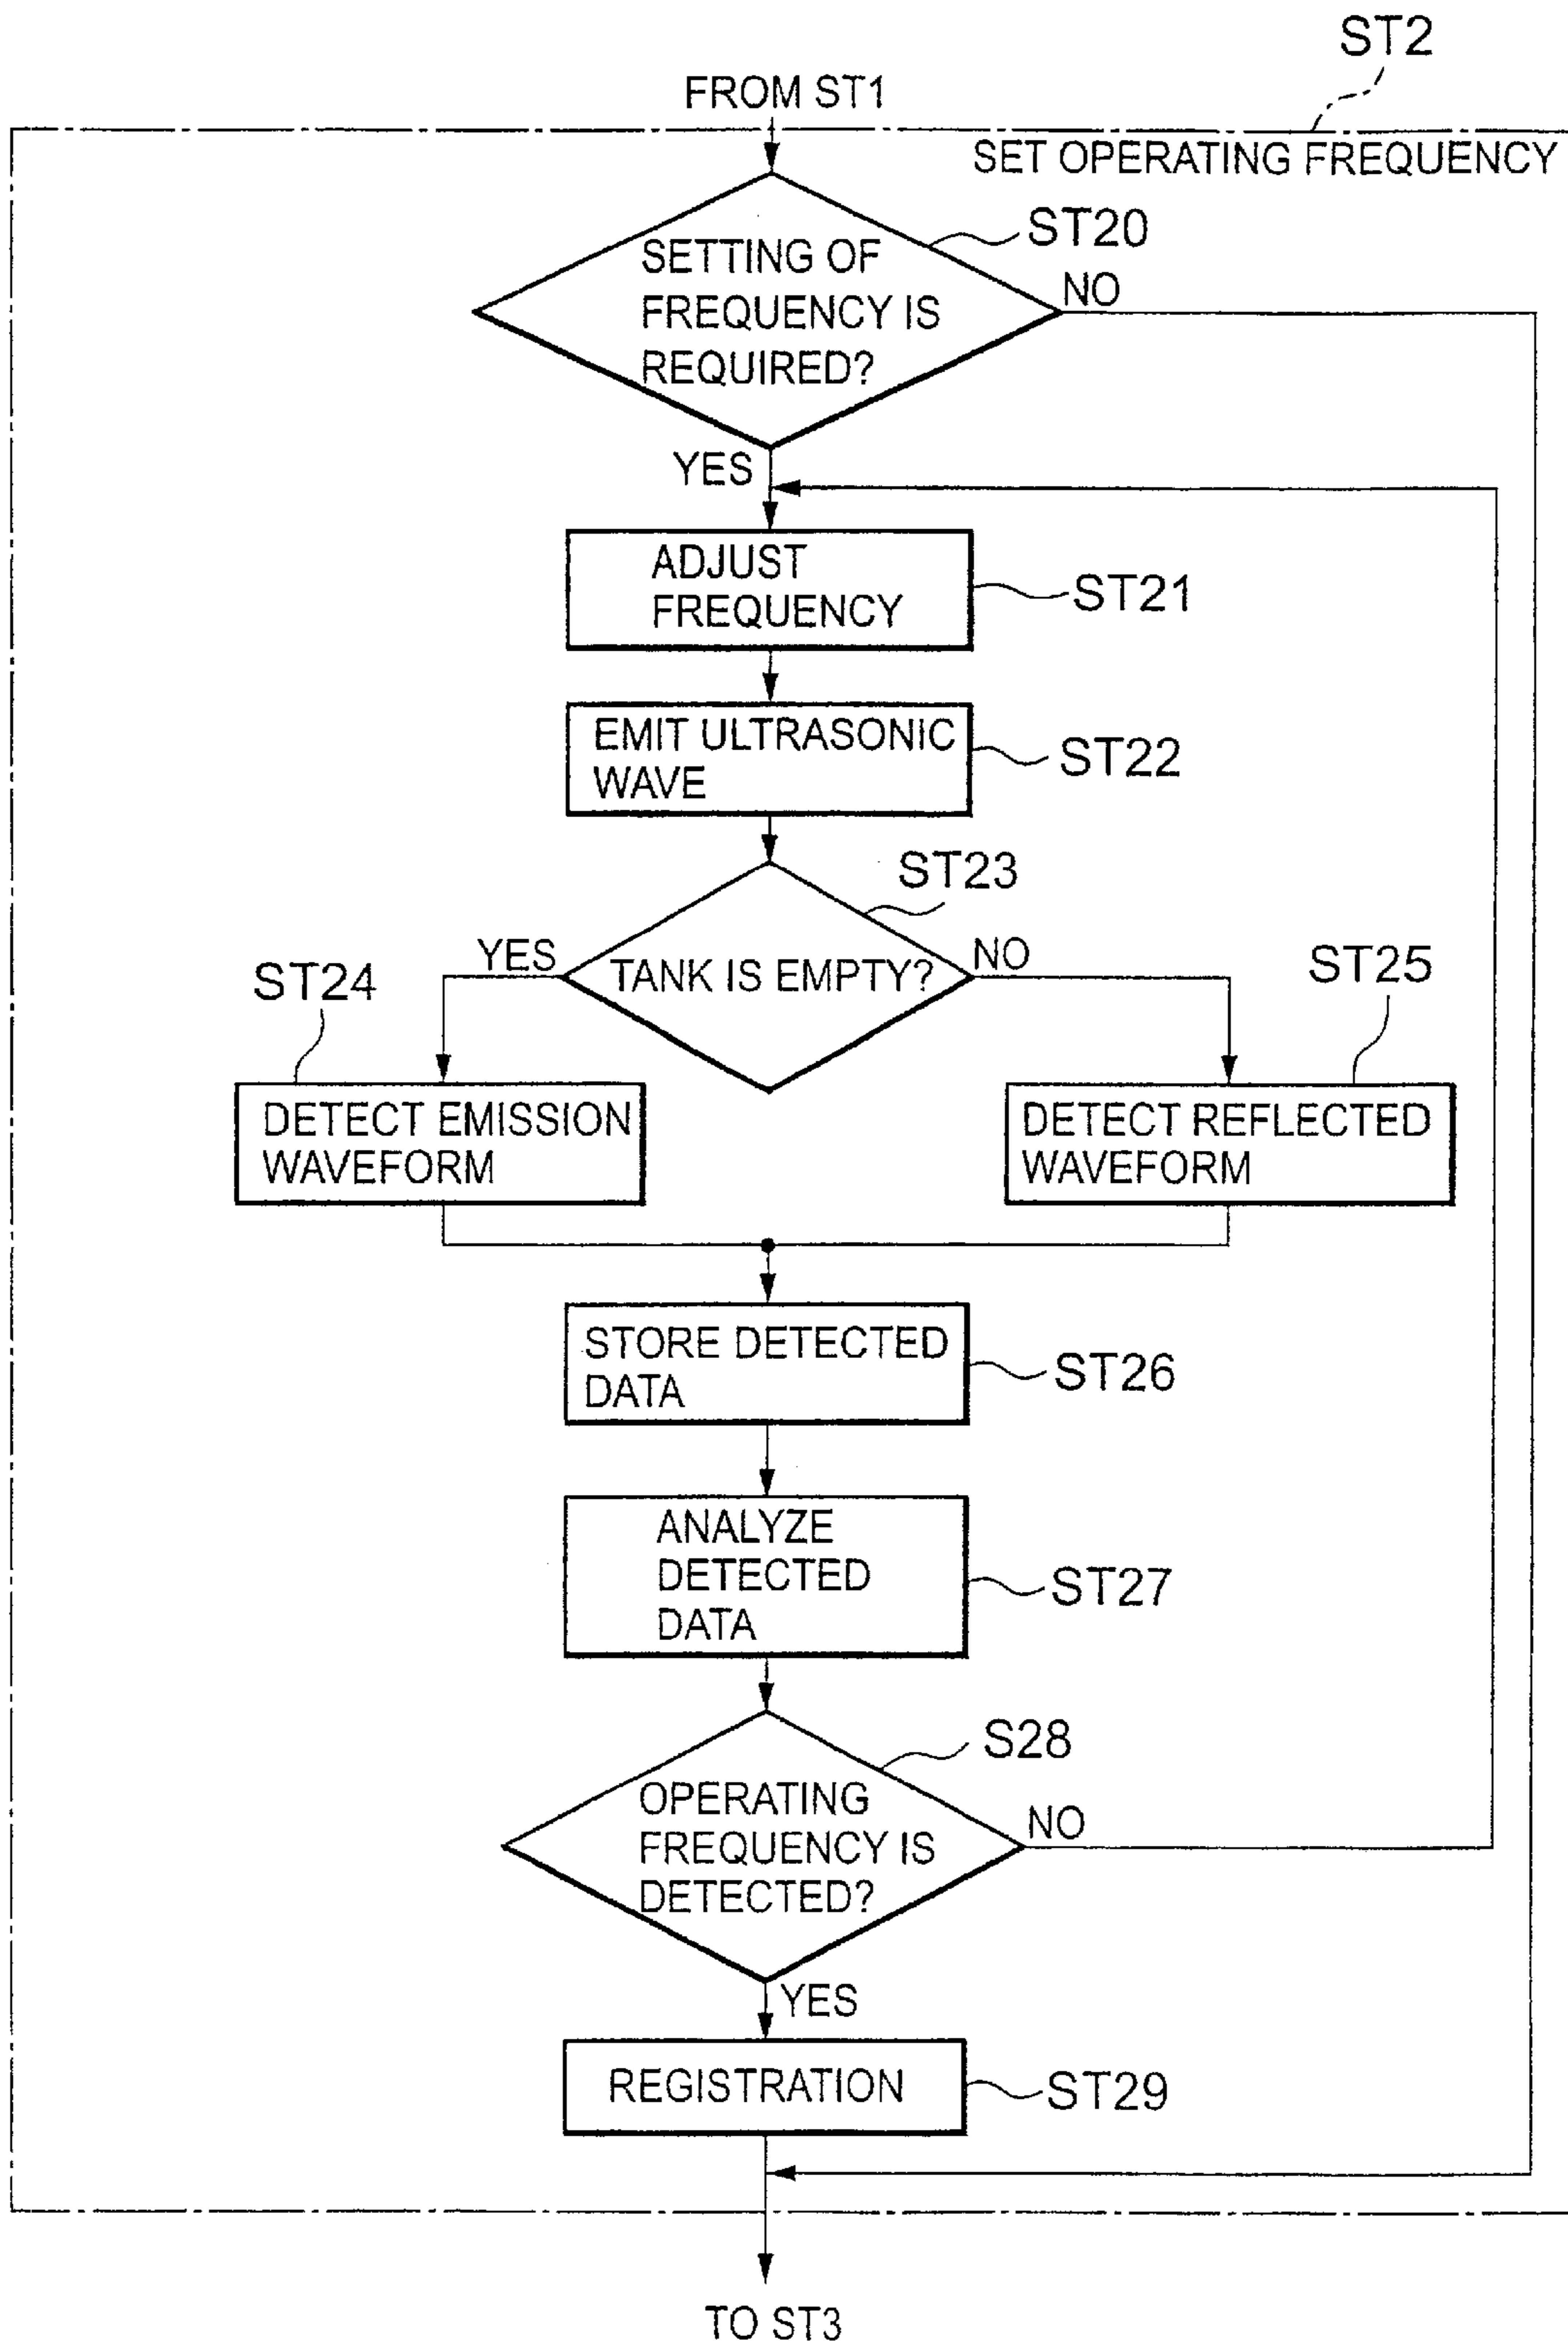 ST2
FROM ST1
SET OPERATING FREQUENCY
ST20
SETTING OF
FREQUENCY IS
REQUIRED?
NO
YES
ADJUST
FREQUENCY
ST21
EMIT ULTRASONIC
WAVE
ST22
ST23
YES
TANK IS EMPTY?
NO
ST24
ST25
DETECT EMISSION
WAVEFORM
DETECT REFLECTED
WAVEFORM
STORE DETECTED
DATA
ST26
ANALYZE
DETECTED
DATA
ST27
S28
OPERATING
FREQUENCY IS
DETECTED?
NO
YES
REGISTRATION
ST29
TO ST3